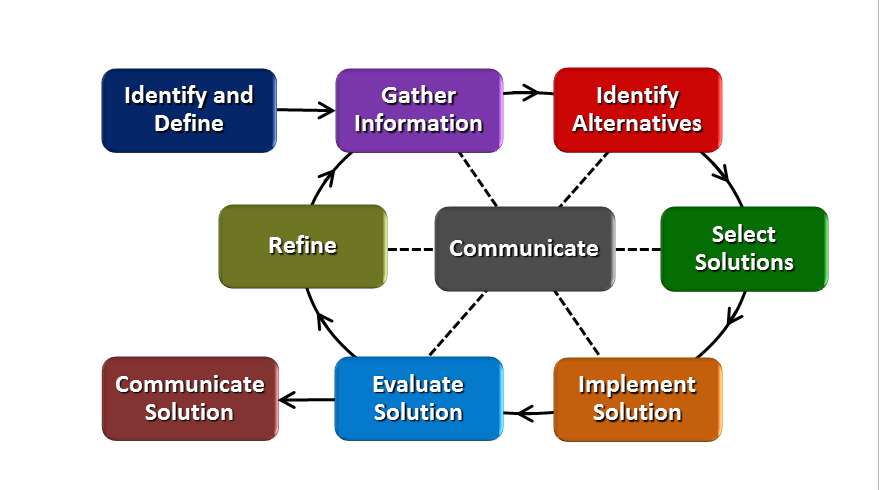 Identify and
Define
Gather
Information
Identify
Alternatives
Refine
Communicate
Select
Solutions
Communicate
Solution
Evaluate
Solution
Implement
Solution